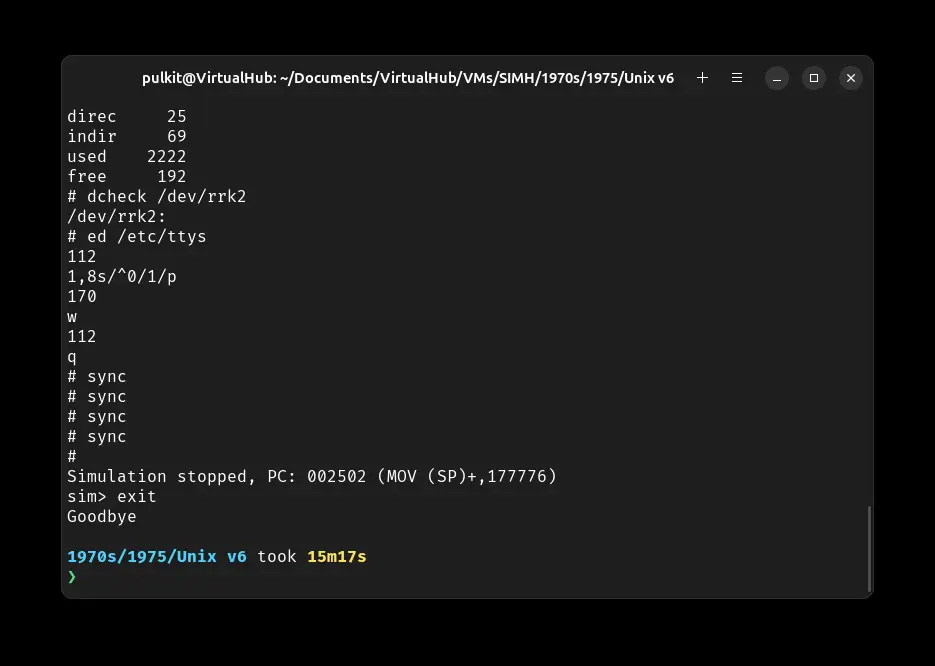 pulkit@VirtualHub: ~/Documents/VirtualHub/VMs/SIMH/1970s/1975/Unix v6
direc     25
indir     69
used    2222
free     192
# dcheck /dev/rrk2
/dev/rrk2:
# ed /etc/ttys
112
1,8s/^0/1/p
170
w
112
q
# sync
# sync
# sync
# sync
#
Simulation stopped, PC: 002502 (MOV (SP)+,177776)
sim> exit
Goodbye
1970s/1975/Unix v6 took 15m17s
❯